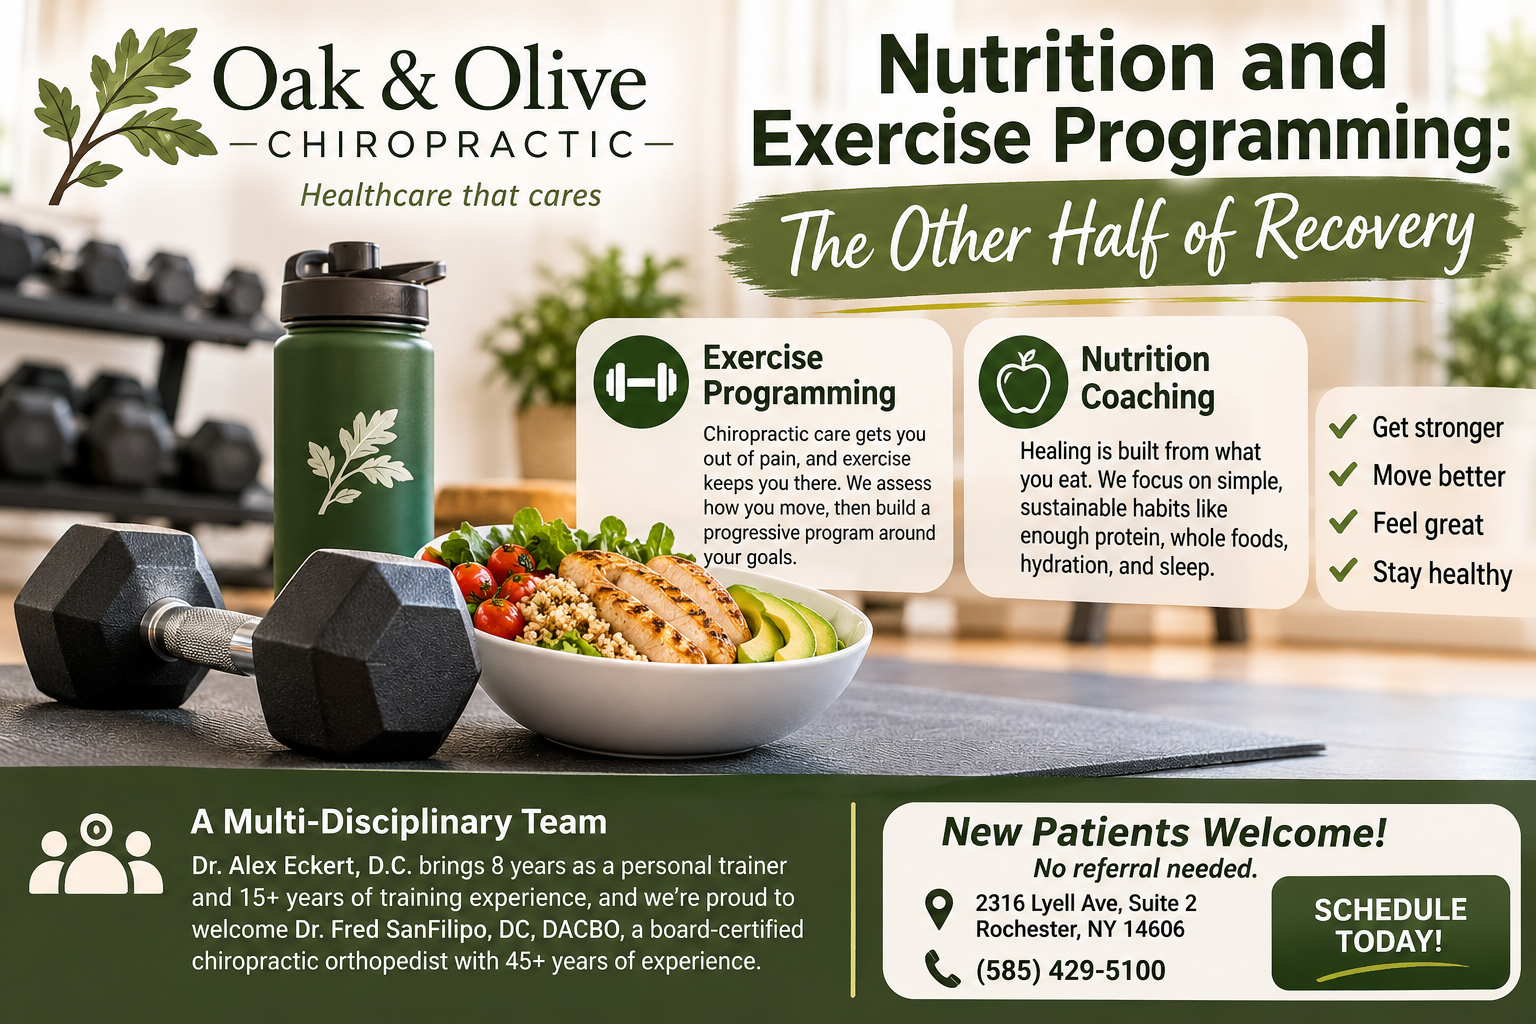 Oak & Olive
CHIROPRACTIC
Healthcare that cares
Nutrition and
Exercise Programming:
The Other Half of Recovery
Exercise
Programming
Chiropractic care gets you
out of pain, and exercise
keeps you there. We assess
how you move, then build a
progressive program around
your goals.
Nutrition
Coaching
Healing is built from what
you eat. We focus on simple,
sustainable habits like
enough protein, whole foods,
hydration, and sleep.
Get stronger
Move better
Feel great
Stay healthy
A Multi-Disciplinary Team
Dr. Alex Eckert, D.C. brings 8 years as a personal trainer
and 15+ years of training experience, and we're proud to
welcome Dr. Fred SanFilipo, DC, DACBO, a board-certified
chiropractic orthopedist with 45+ years of experience.
New Patients Welcome!
No referral needed.
2316 Lyell Ave, Suite 2
Rochester, NY 14606
(585) 429-5100
SCHEDULE
TODAY!